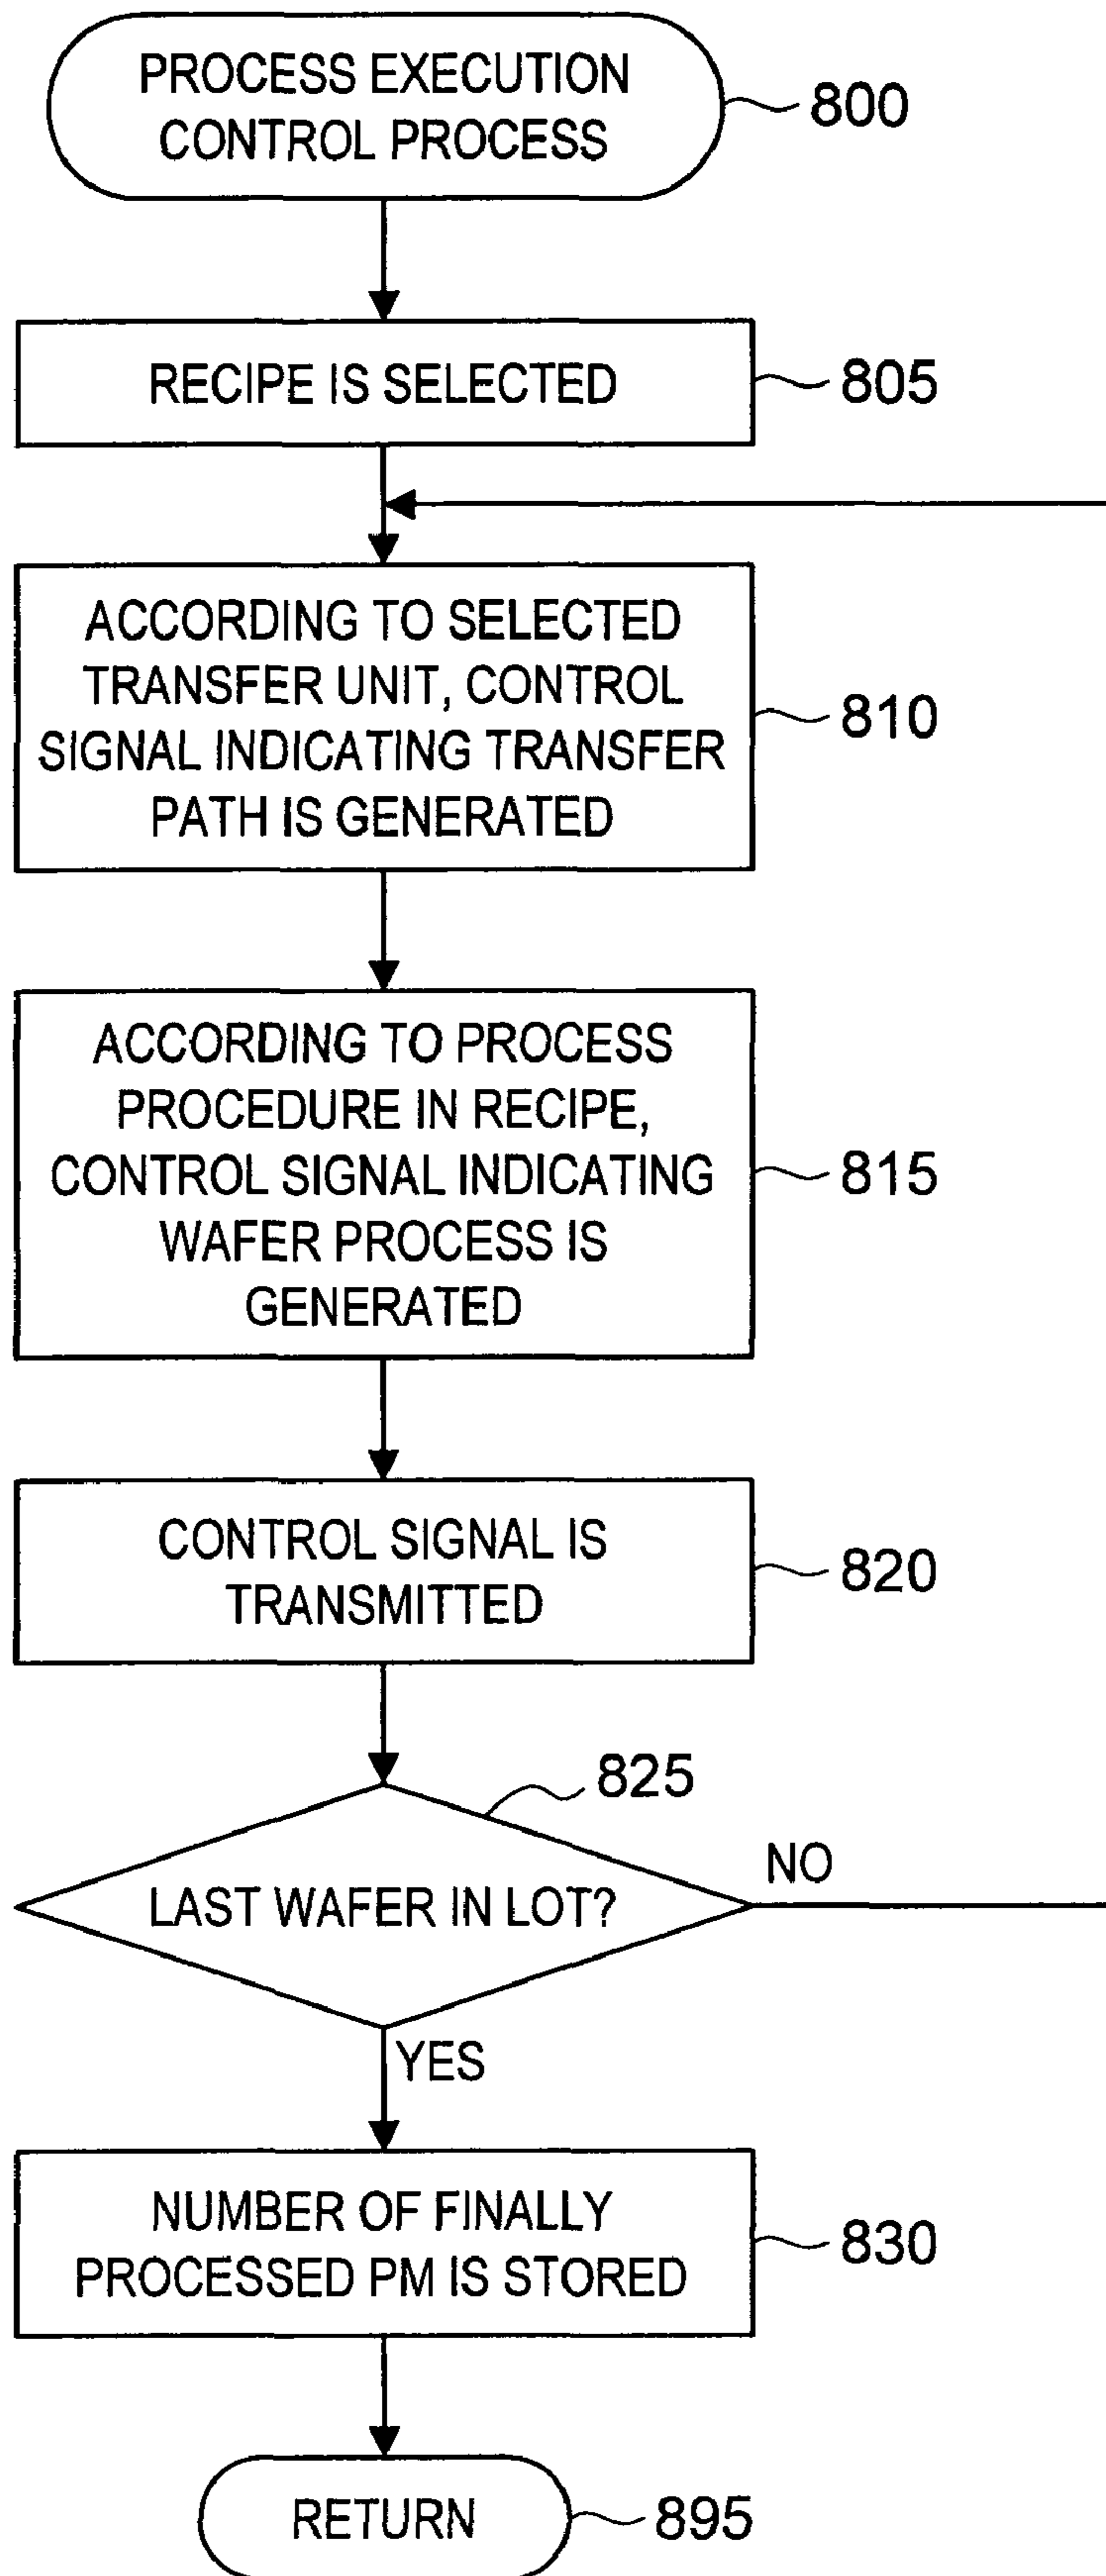 PROCESS EXECUTION
CONTROL PROCESS
800
RECIPE IS SELECTED
805
ACCORDING TO SELECTED
TRANSFER UNIT, CONTROL
SIGNAL INDICATING TRANSFER
PATH IS GENERATED
810
ACCORDING TO PROCESS
PROCEDURE IN RECIPE,
CONTROL SIGNAL INDICATING
WAFER PROCESS IS
GENERATED
815
CONTROL SIGNAL IS
TRANSMITTED
820
825
LAST WAFER IN LOT?
NO
YES
NUMBER OF FINALLY
PROCESSED PM IS STORED
830
RETURN
895